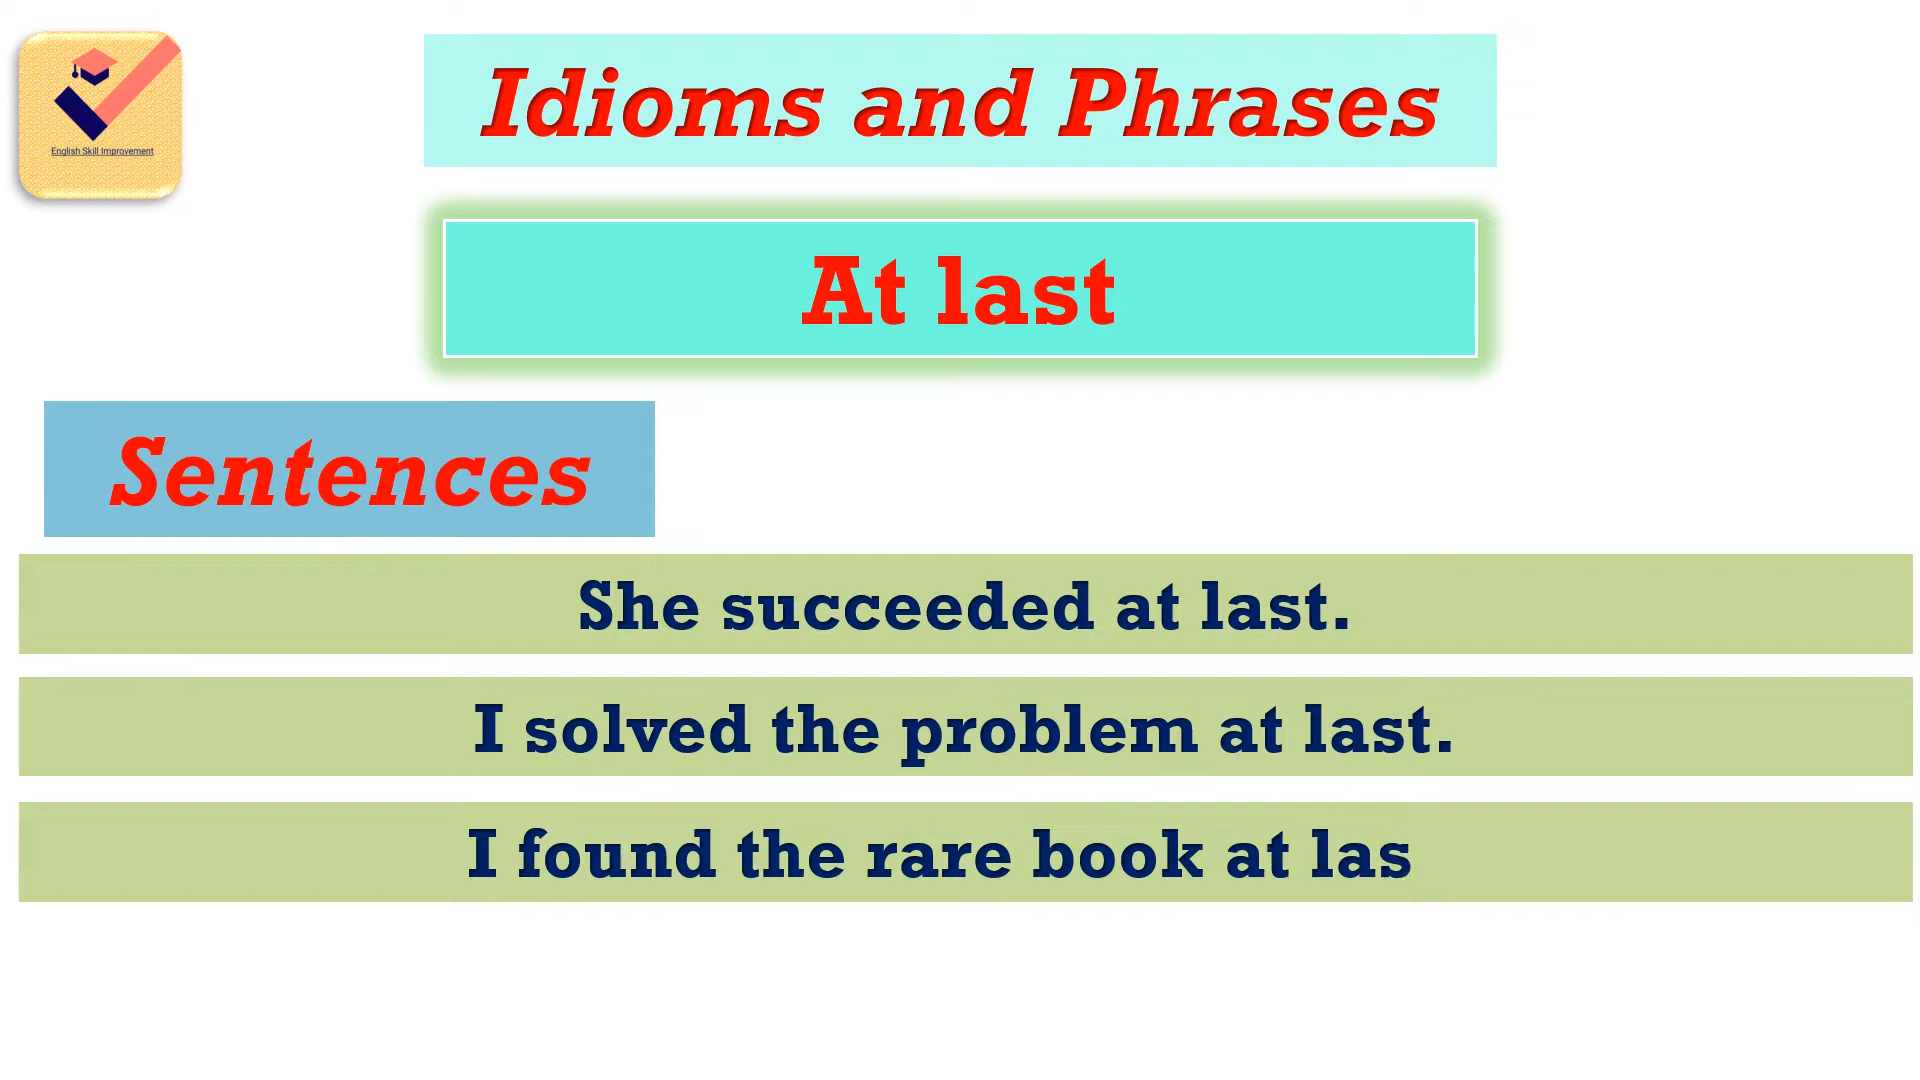 English Skill Improvement
Idioms and Phrases
At last
Sentences
She succeeded at last.
I solved the problem at last.
I found the rare book at las